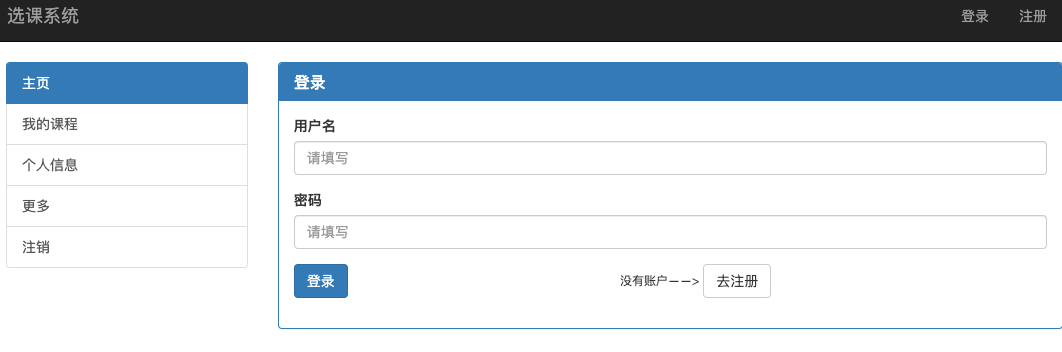 选课系统
登录 注册
主页
我的课程
个人信息
更多
注销
登录
用户名
请填写
密码
请填写
登录
没有账户——> 去注册